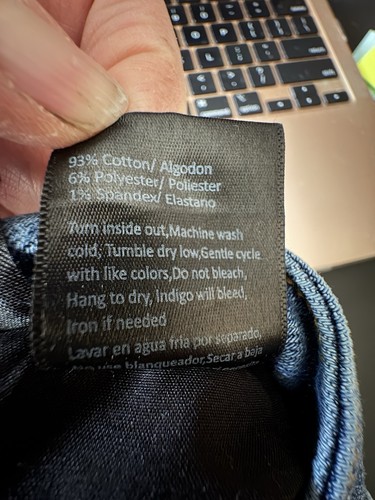 93% Cotton/ Algodon
6% Polyester/ Poliester
1% Spandex/ Elastano
Turn inside out,Machine wash
cold, Tumble dry low,Gentle cycle
with like colors,Do not bleach,
Hang to dry, Indigo will bleed,
Iron if needed
Lavar en agua fria por separado,
use blanqueador,Secar a baja